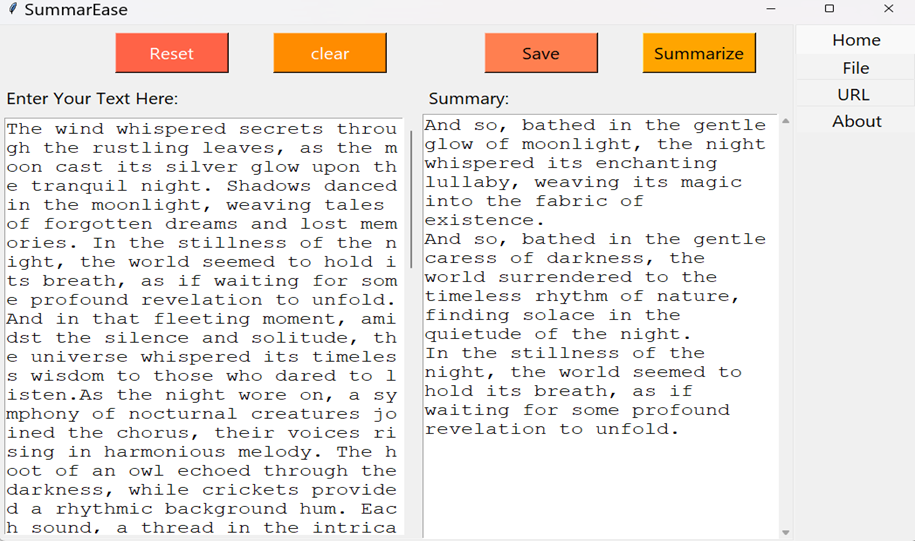 SummarEase
Reset
clear
Save
Summarize
Home
File
URL
About
Enter Your Text Here:
The wind whispered secrets throu
gh the rustling leaves, as the m
oon cast its silver glow upon th
e tranquil night. Shadows danced
in the moonlight, weaving tales
of forgotten dreams and lost mem
ories. In the stillness of the n
ight, the world seemed to hold i
ts breath, as if waiting for som
e profound revelation to unfold.
And in that fleeting moment, ami
dst the silence and solitude, th
e universe whispered its timeles
s wisdom to those who dared to l
isten.As the night wore on, a sy
mphony of nocturnal creatures jo
ined the chorus, their voices ri
sing in harmonious melody. The h
oot of an owl echoed through the
darkness, while crickets provide
d a rhythmic background hum. Eac
h sound, a thread in the intrica
Summary:
And so, bathed in the gentle
glow of moonlight, the night
whispered its enchanting
lullaby, weaving its magic
into the fabric of
existence.
And so, bathed in the gentle
caress of darkness, the
world surrendered to the
timeless rhythm of nature,
finding solace in the
quietude of the night.
In the stillness of the
night, the world seemed to
hold its breath, as if
waiting for some profound
revelation to unfold.